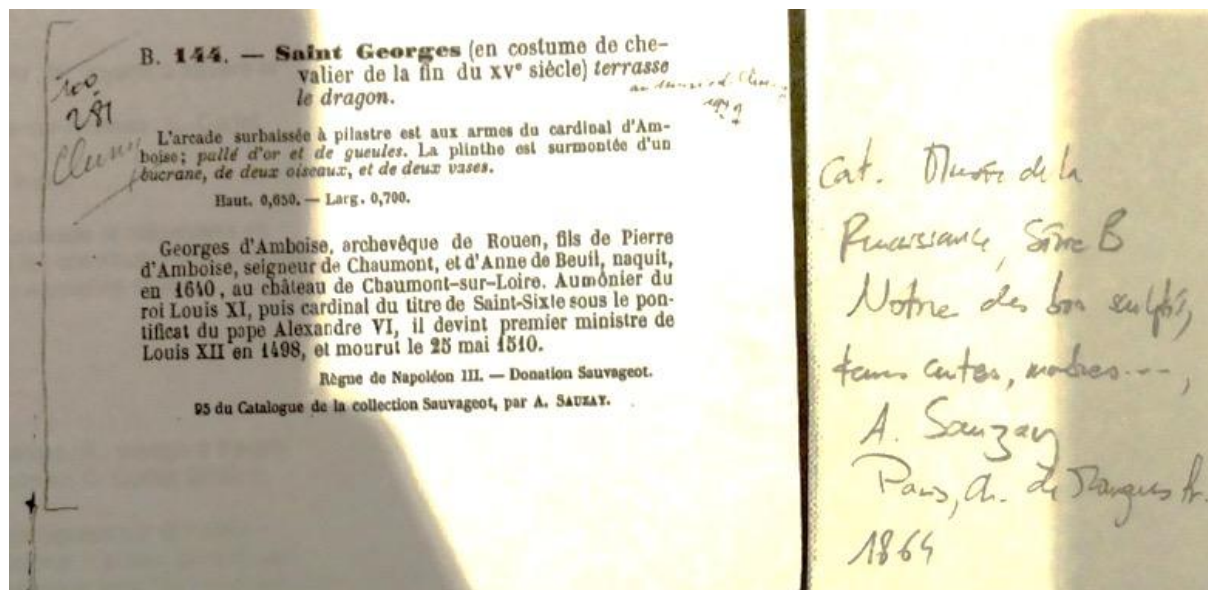 B. 144. — Saint Georges (en costume de che-
valier de la fin du xvᵉ siècle) terrasse
le dragon.
281
Cluny
L'arcade surbaissée à pilastre est aux armes du cardinal d'Am-
boise; pallé d'or et de gueules. La plinthe est surmontée d'un
bucrane, de deux oiseaux, et de deux vases.
Haut. 0,650. — Larg. 0,700.
Georges d'Amboise, archevêque de Rouen, fils de Pierre
d'Amboise, seigneur de Chaumont, et d'Anne de Beuil, naquit,
en 1640, au château de Chaumont-sur-Loire. Aumônier du
roi Louis XI, puis cardinal du titre de Saint-Sixte sous le pon-
tificat du pape Alexandre VI, il devint premier ministre de
Louis XII en 1498, et mourut le 25 mai 1510.
Règne de Napoléon III. — Donation Sauvageot.
95 du Catalogue de la collection Sauvageot, par A. SAUZAY.
Cat. Musée de la
Renaissance, Série B
Notice des bois sculptés,
terres cuites, marbres ---,
A. Sauzay
Paris, Ch. de Mourgues fr.
1864